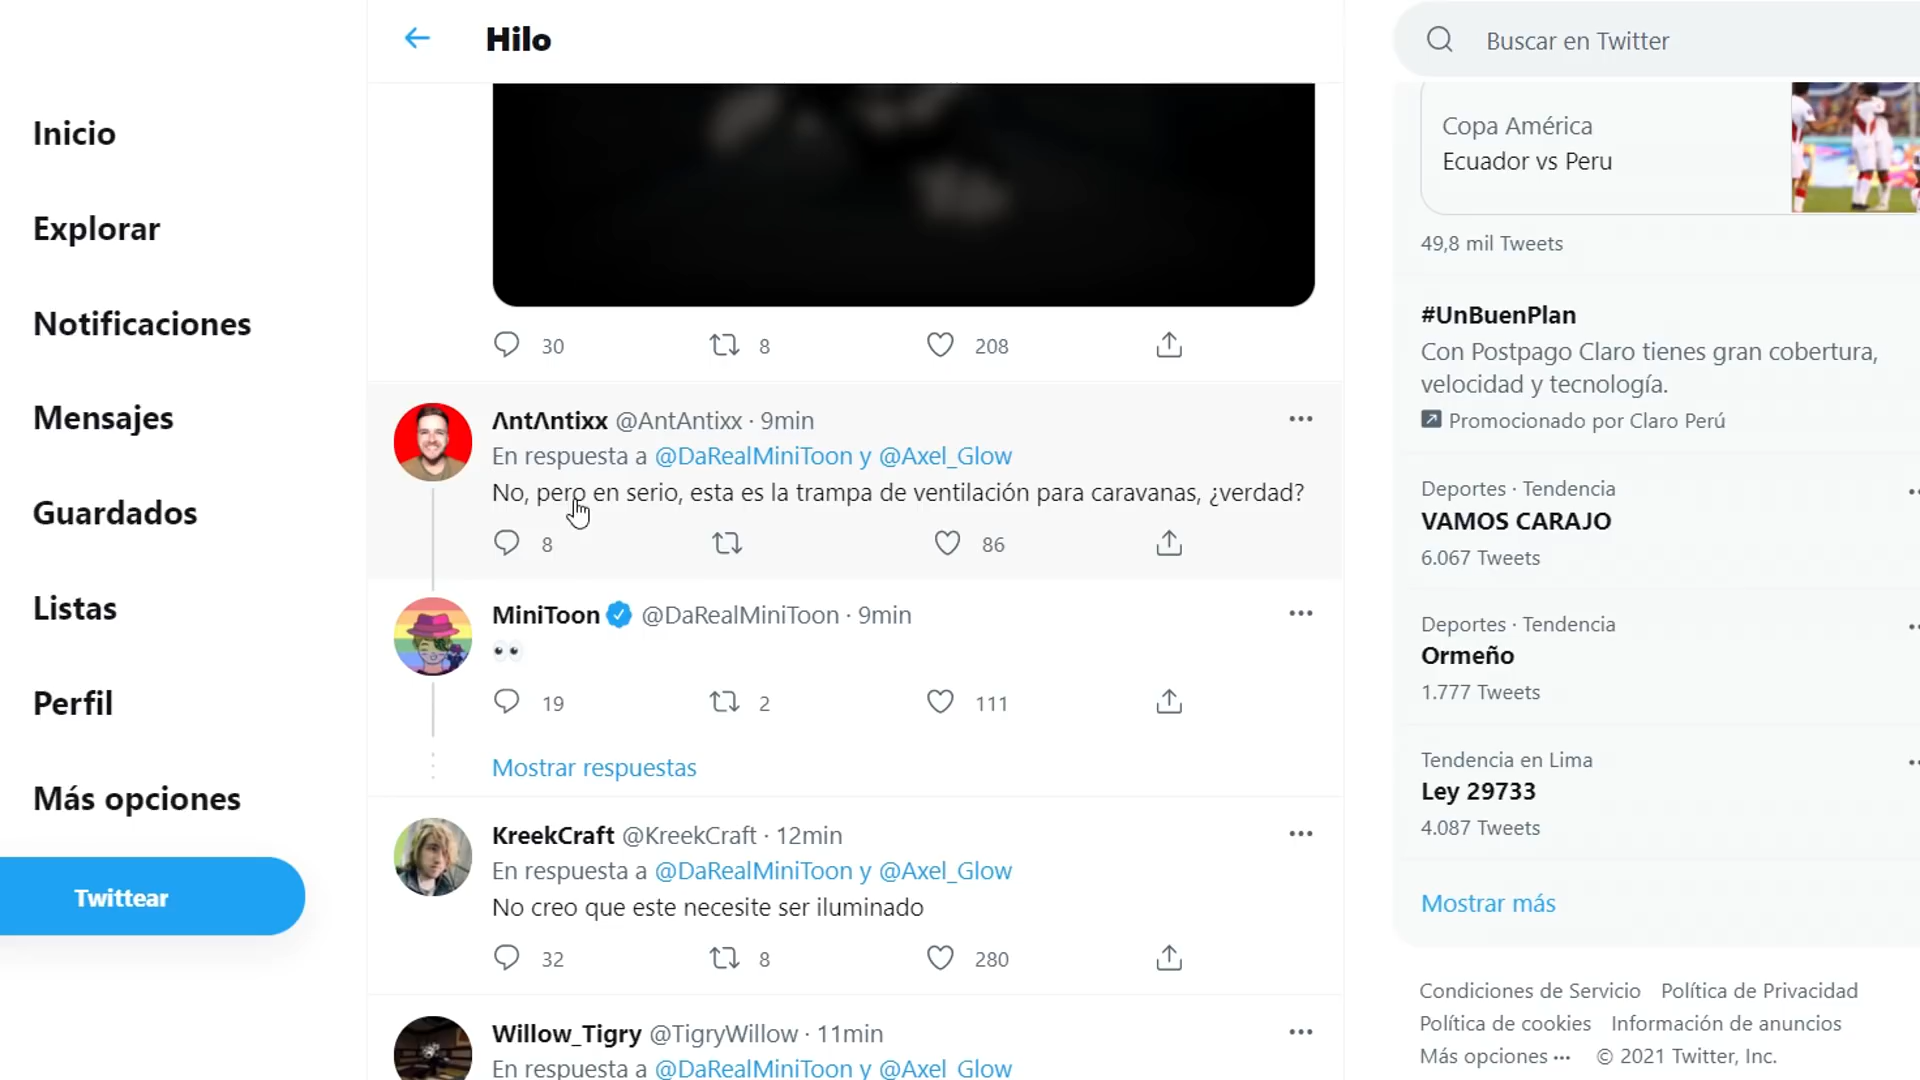 Inicio
Explorar
Notificaciones
Mensajes
Guardados
Listas
Perfil
Más opciones
Twittear
Hilo
30 8 208
ΛntΛntixx @AntAntixx · 9min
En respuesta a @DaRealMiniToon y @Axel_Glow
No, pero en serio, esta es la trampa de ventilación para caravanas, ¿verdad?
8 86
MiniToon @DaRealMiniToon · 9min
👀
19 2 111
Mostrar respuestas
KreekCraft @KreekCraft · 12min
En respuesta a @DaRealMiniToon y @Axel_Glow
No creo que este necesite ser iluminado
32 8 280
Willow_Tigry @TigryWillow · 11min
En respuesta a @DaRealMiniToon y @Axel_Glow
Buscar en Twitter
Copa América
Ecuador vs Peru
49,8 mil Tweets
#UnBuenPlan
Con Postpago Claro tienes gran cobertura,
velocidad y tecnología.
Promocionado por Claro Perú
Deportes · Tendencia
VAMOS CARAJO
6.067 Tweets
Deportes · Tendencia
Ormeño
1.777 Tweets
Tendencia en Lima
Ley 29733
4.087 Tweets
Mostrar más
Condiciones de Servicio Política de Privacidad
Política de cookies Información de anuncios
Más opciones ··· © 2021 Twitter, Inc.